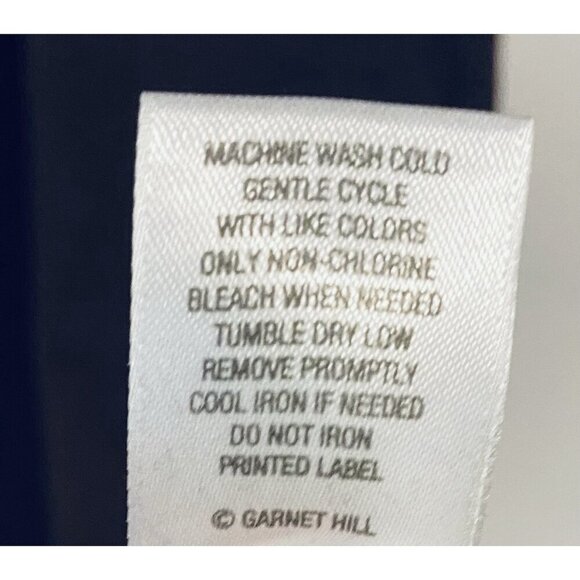 MACHINE WASH COLD
GENTLE CYCLE
WITH LIKE COLORS
ONLY NON-CHLORINE
BLEACH WHEN NEEDED
TUMBLE DRY LOW
REMOVE PROMPTLY
COOL IRON IF NEEDED
DO NOT IRON
PRINTED LABEL
© GARNET HILL